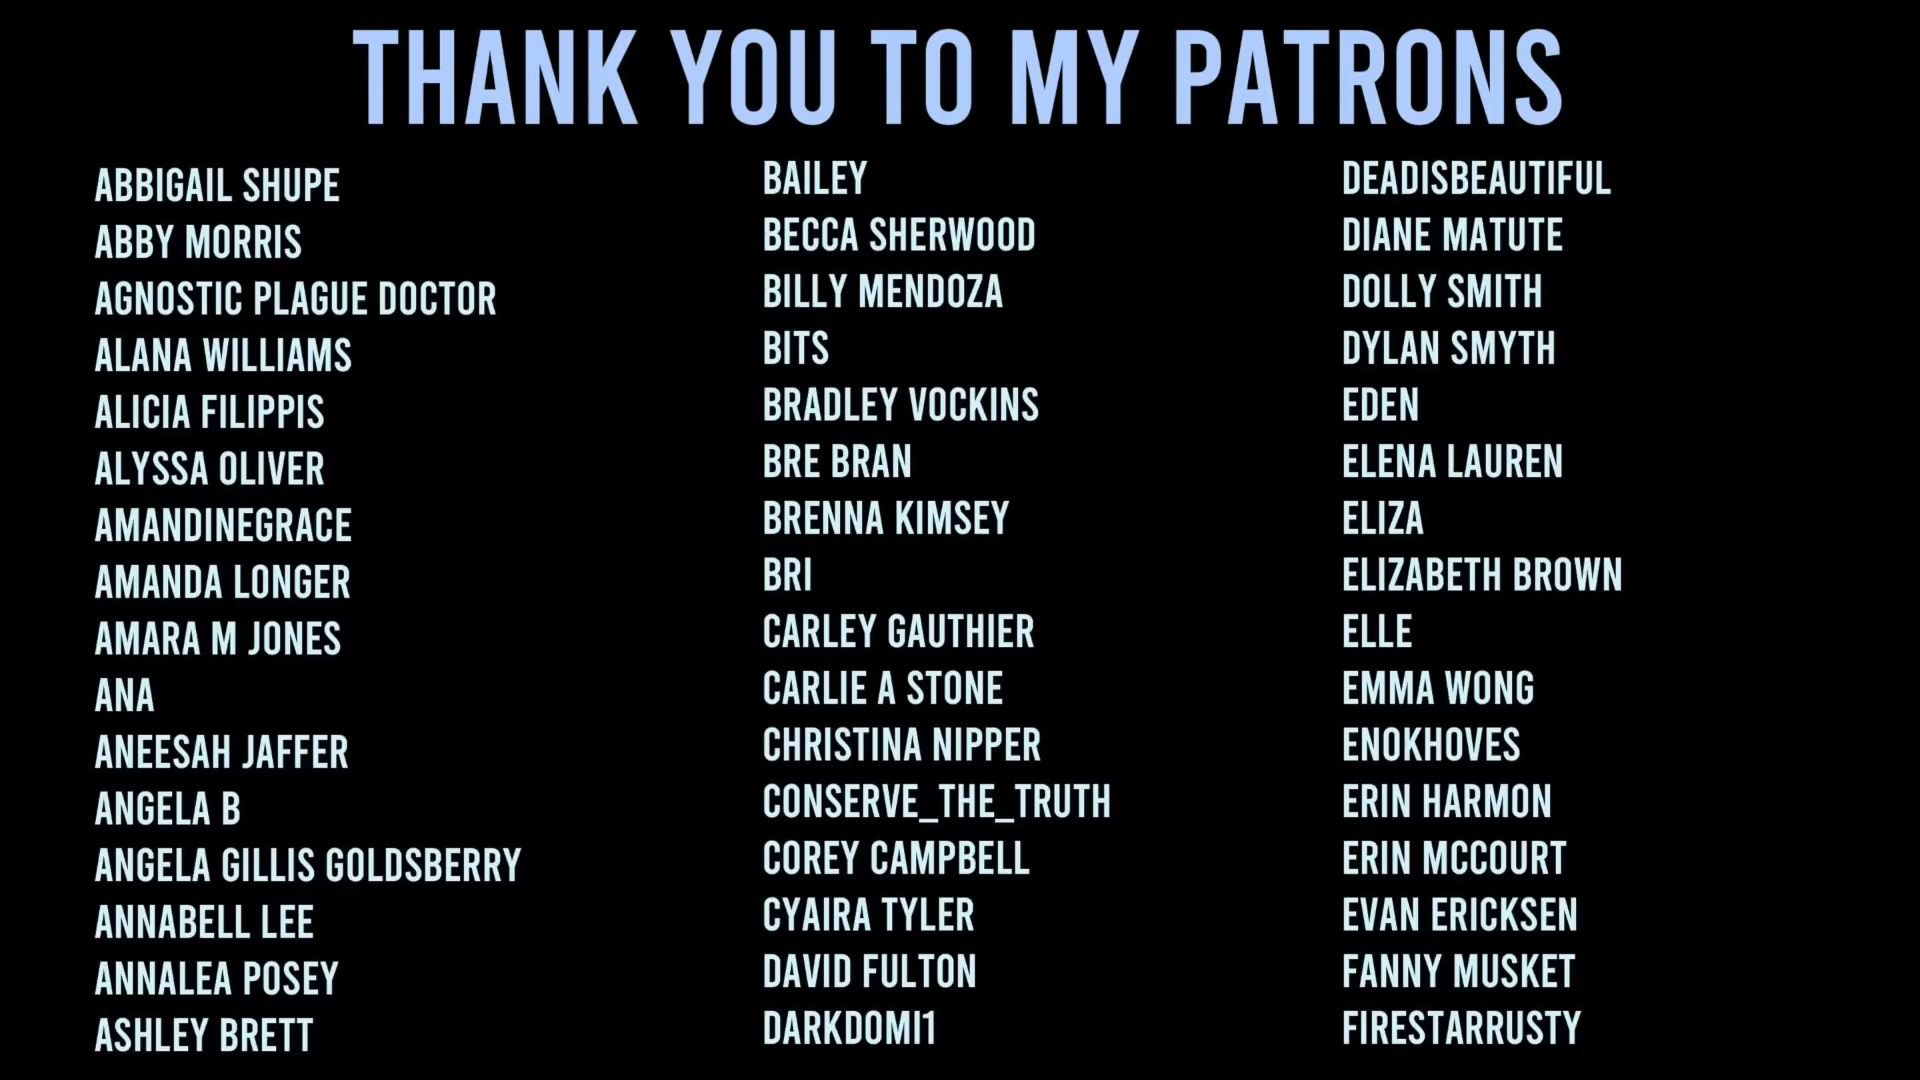 THANK YOU TO MY PATRONS
ABBIGAIL SHUPE
ABBY MORRIS
AGNOSTIC PLAGUE DOCTOR
ALANA WILLIAMS
ALICIA FILIPPIS
ALYSSA OLIVER
AMANDINEGRACE
AMANDA LONGER
AMARA M JONES
ANA
ANEESAH JAFFER
ANGELA B
ANGELA GILLIS GOLDSBERRY
ANNABELL LEE
ANNALEA POSEY
ASHLEY BRETT
BAILEY
BECCA SHERWOOD
BILLY MENDOZA
BITS
BRADLEY VOCKINS
BRE BRAN
BRENNA KIMSEY
BRI
CARLEY GAUTHIER
CARLIE A STONE
CHRISTINA NIPPER
CONSERVE_THE_TRUTH
COREY CAMPBELL
CYAIRA TYLER
DAVID FULTON
DARKDOMI1
DEADISBEAUTIFUL
DIANE MATUTE
DOLLY SMITH
DYLAN SMYTH
EDEN
ELENA LAUREN
ELIZA
ELIZABETH BROWN
ELLE
EMMA WONG
ENOKHOVES
ERIN HARMON
ERIN MCCOURT
EVAN ERICKSEN
FANNY MUSKET
FIRESTARRUSTY